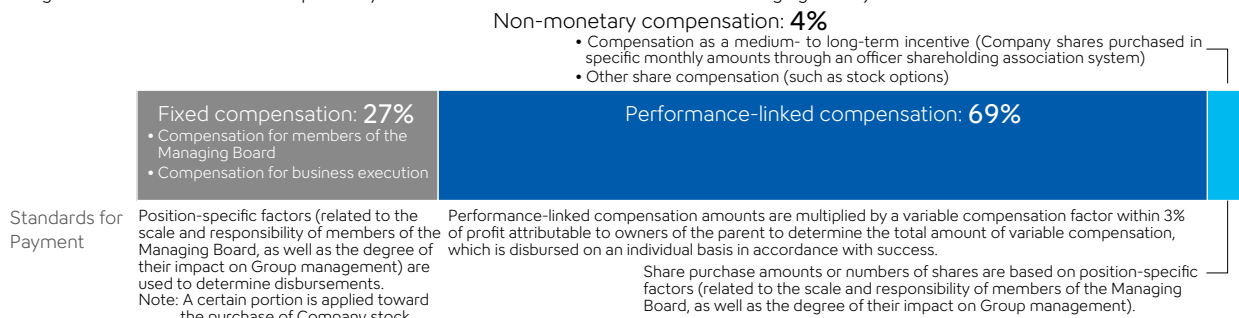 Non-monetary compensation: 4%
• Compensation as a medium- to long-term incentive (Company shares purchased in
specific monthly amounts through an officer shareholding association system)
• Other share compensation (such as stock options)
Fixed compensation: 27%
• Compensation for members of the
Managing Board
• Compensation for business execution
Performance-linked compensation: 69%
Standards for
Payment
Position-specific factors (related to the
scale and responsibility of members of the
Managing Board, as well as the degree of
their impact on Group management) are
used to determine disbursements.
Note: A certain portion is applied toward
the purchase of Company stock
Performance-linked compensation amounts are multiplied by a variable compensation factor within 3%
of profit attributable to owners of the parent to determine the total amount of variable compensation,
which is disbursed on an individual basis in accordance with success.
Share purchase amounts or numbers of shares are based on position-specific
factors (related to the scale and responsibility of members of the Managing
Board, as well as the degree of their impact on Group management).